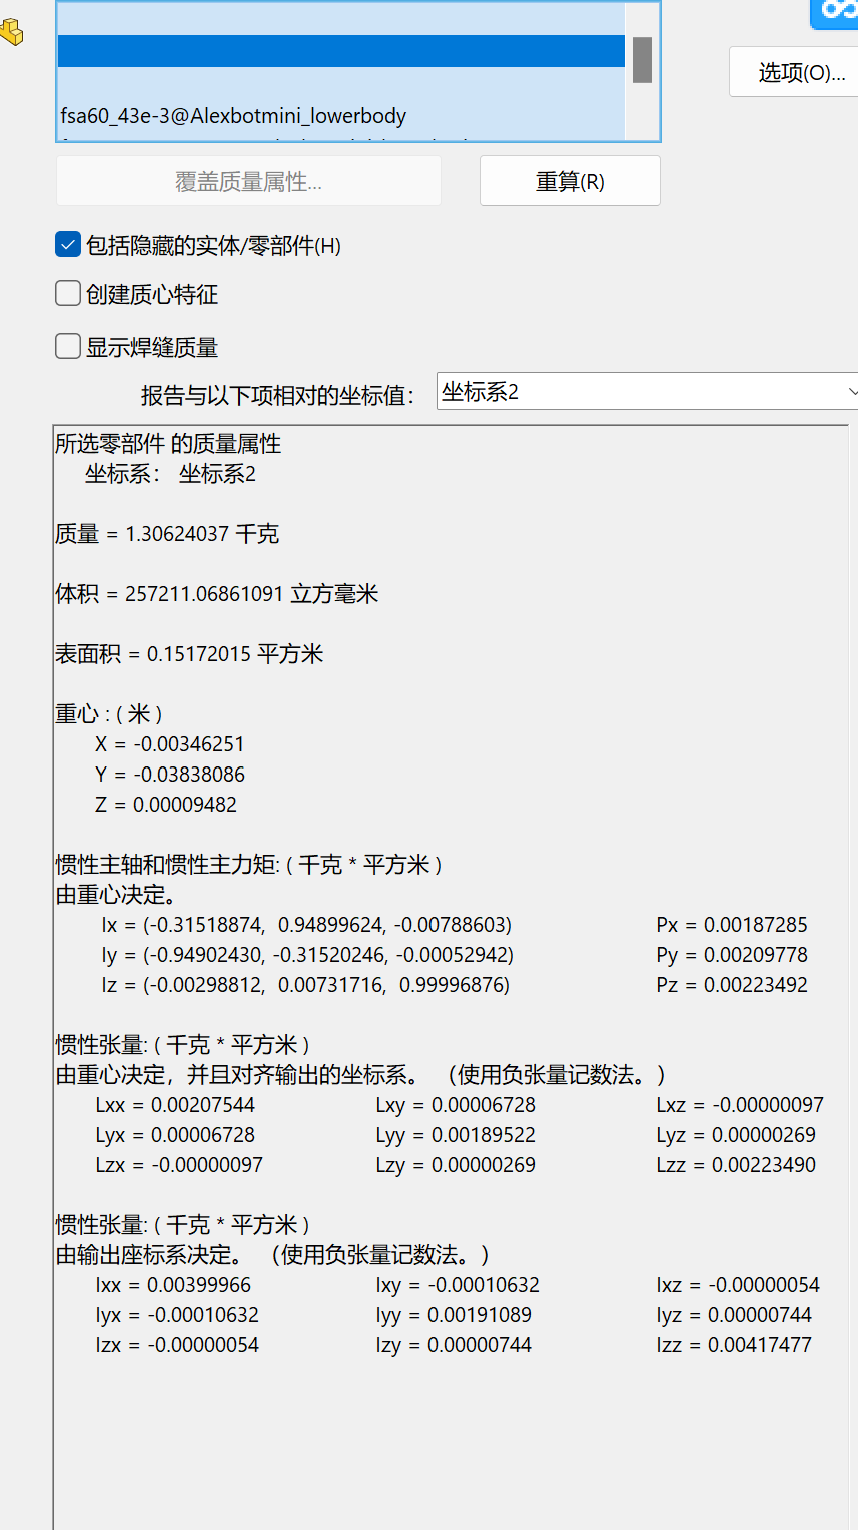 选项(O)...
fsa60_43e-3@Alexbotmini_lowerbody
覆盖质量属性...
重算(R)
包括隐藏的实体/零部件(H)
创建质心特征
显示焊缝质量
报告与以下项相对的坐标值： 坐标系2
所选零部件 的质量属性
坐标系： 坐标系2
质量 = 1.30624037 千克
体积 = 257211.06861091 立方毫米
表面积 = 0.15172015 平方米
重心 : ( 米 )
X = -0.00346251
Y = -0.03838086
Z = 0.00009482
惯性主轴和惯性主力矩: ( 千克 * 平方米 )
由重心决定。
Ix = (-0.31518874, 0.94899624, -0.00788603) Px = 0.00187285
Iy = (-0.94902430, -0.31520246, -0.00052942) Py = 0.00209778
Iz = (-0.00298812, 0.00731716, 0.99996876) Pz = 0.00223492
惯性张量: ( 千克 * 平方米 )
由重心决定，并且对齐输出的坐标系。 （使用负张量记数法。）
Lxx = 0.00207544 Lxy = 0.00006728 Lxz = -0.00000097
Lyx = 0.00006728 Lyy = 0.00189522 Lyz = 0.00000269
Lzx = -0.00000097 Lzy = 0.00000269 Lzz = 0.00223490
惯性张量: ( 千克 * 平方米 )
由输出座标系决定。 （使用负张量记数法。）
Ixx = 0.00399966 Ixy = -0.00010632 Ixz = -0.00000054
Iyx = -0.00010632 Iyy = 0.00191089 Iyz = 0.00000744
Izx = -0.00000054 Izy = 0.00000744 Izz = 0.00417477